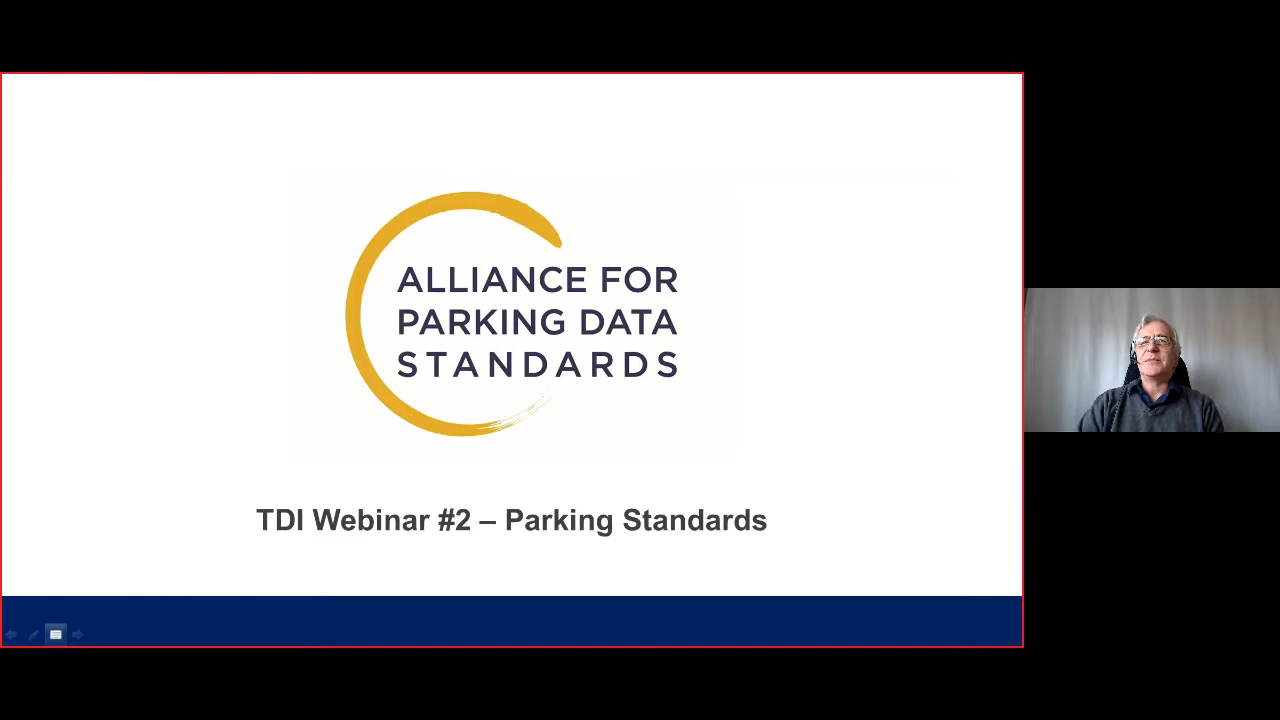 ALLIANCE FOR
PARKING DATA
STANDARDS
TDI Webinar #2 – Parking Standards